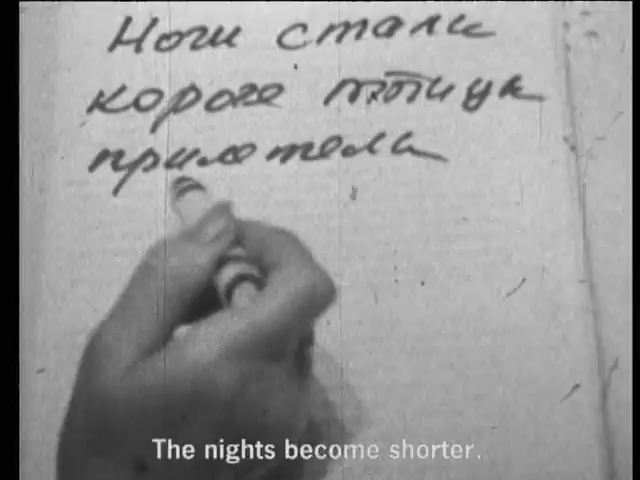 Ночи стали
короче птицы
прилетели
The nights become shorter.